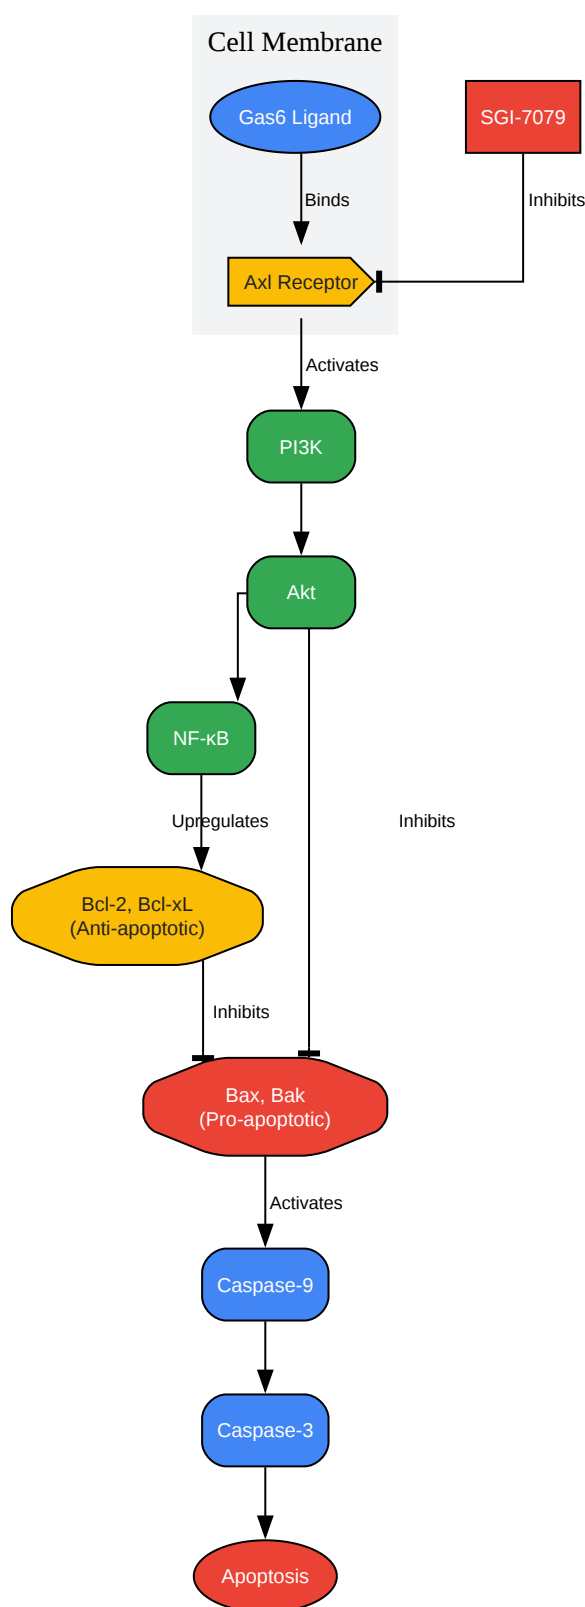 Cell Membrane
Gas6 Ligand
SGI-7079
Binds
Inhibits
Axl Receptor
Activates
PI3K
Akt
NF-κB
Upregulates
Inhibits
Bcl-2, Bcl-xL
(Anti-apoptotic)
Inhibits
Bax, Bak
(Pro-apoptotic)
Activates
Caspase-9
Caspase-3
Apoptosis